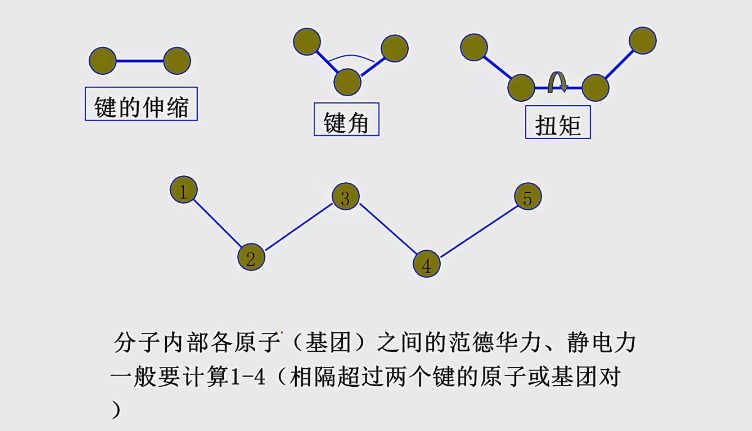 键的伸缩
键角
扭矩
1
3
5
2
4
分子内部各原子（基团）之间的范德华力、静电力
一般要计算1-4（相隔超过两个键的原子或基团对
）